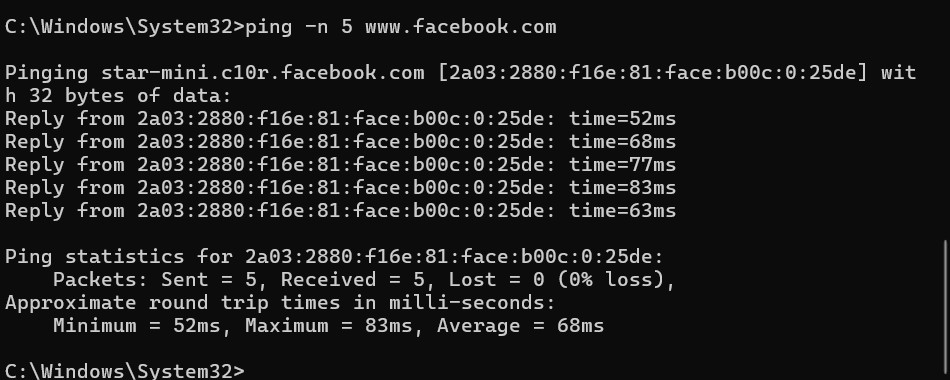 C:\Windows\System32>ping -n 5 www.facebook.com
Pinging star-mini.c10r.facebook.com [2a03:2880:f16e:81:face:b00c:0:25de] wit
h 32 bytes of data:
Reply from 2a03:2880:f16e:81:face:b00c:0:25de: time=52ms
Reply from 2a03:2880:f16e:81:face:b00c:0:25de: time=68ms
Reply from 2a03:2880:f16e:81:face:b00c:0:25de: time=77ms
Reply from 2a03:2880:f16e:81:face:b00c:0:25de: time=83ms
Reply from 2a03:2880:f16e:81:face:b00c:0:25de: time=63ms
Ping statistics for 2a03:2880:f16e:81:face:b00c:0:25de:
    Packets: Sent = 5, Received = 5, Lost = 0 (0% loss),
Approximate round trip times in milli-seconds:
    Minimum = 52ms, Maximum = 83ms, Average = 68ms
C:\Windows\System32>